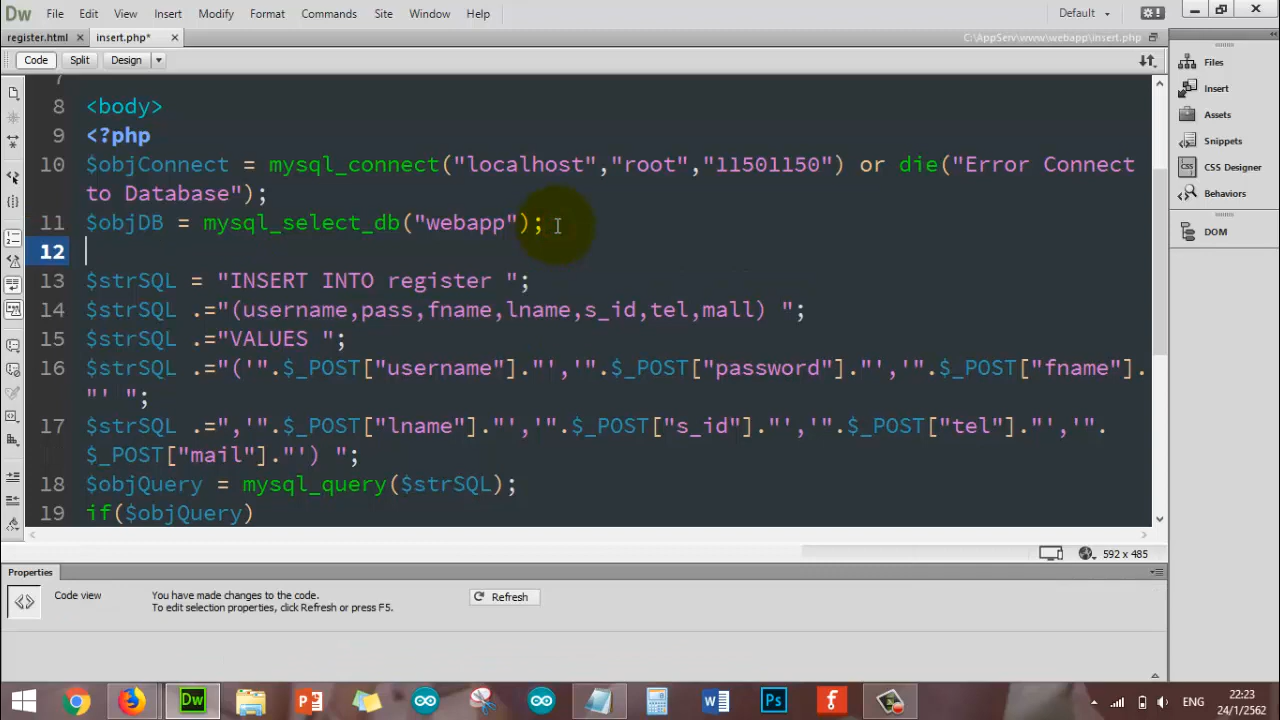 Dw File Edit View Insert Modify Format Commands Site Window Help Default
register.html insert.php* C:\AppServ\www\webapp\insert.php
Code Split Design
7
8 <body>
9 <?php
10 $objConnect = mysql_connect("localhost","root","11501150") or die("Error Connect
to Database");
11 $objDB = mysql_select_db("webapp");
12
13 $strSQL = "INSERT INTO register ";
14 $strSQL .="(username,pass,fname,lname,s_id,tel,mall) ";
15 $strSQL .="VALUES ";
16 $strSQL .="('".$_POST["username"]."','".$_POST["password"]."','".$_POST["fname"].
"' ";
17 $strSQL .=",'".$_POST["lname"]."','".$_POST["s_id"]."','".$_POST["tel"]."','".
$_POST["mail"]."') ";
18 $objQuery = mysql_query($strSQL);
19 if($objQuery)
592 x 485
Properties
Code view You have made changes to the code.
To edit selection properties, click Refresh or press F5.
Refresh
Files
Insert
Assets
Snippets
CSS Designer
Behaviors
DOM
Dw ENG 22:23
24/1/2562